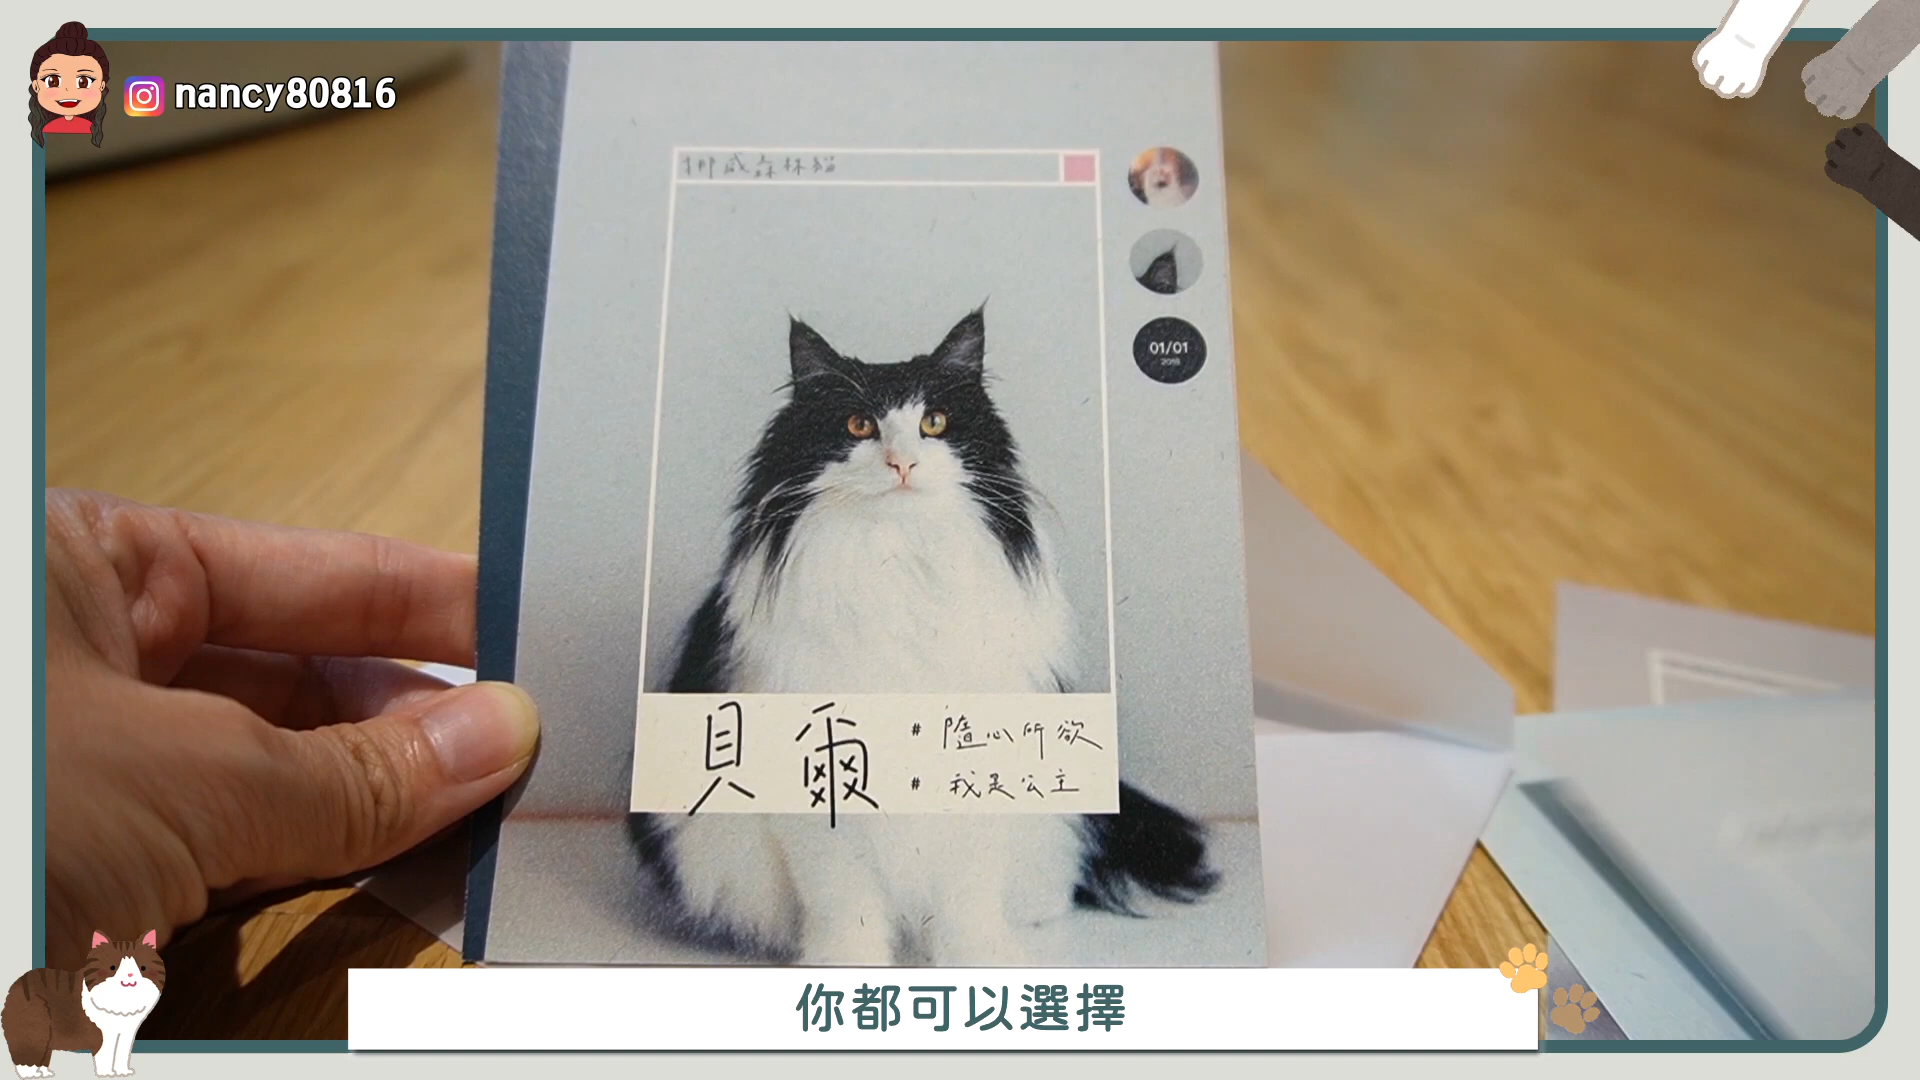 nancy80816
挪威森林貓
01/01
貝爾
# 隨心所欲
# 我是公主
你都可以選擇